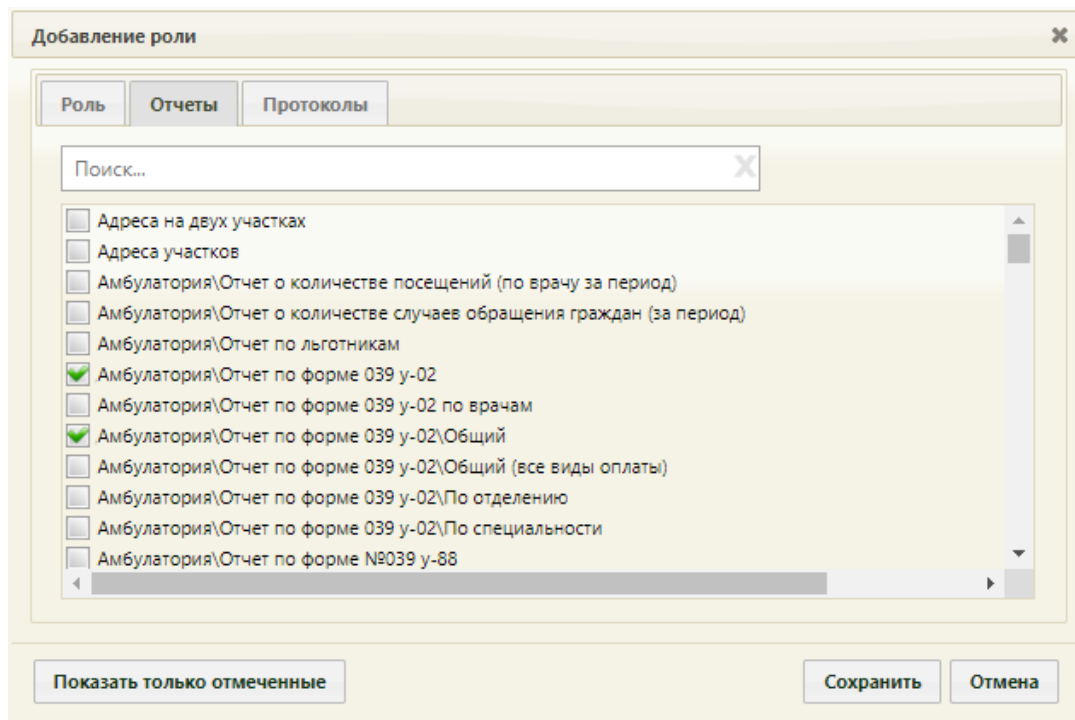 Добавление роли
Роль Отчеты Протоколы
Поиск...
Адреса на двух участках
Адреса участков
Амбулатория\Отчет о количестве посещений (по врачу за период)
Амбулатория\Отчет о количестве случаев обращения граждан (за период)
Амбулатория\Отчет по льготникам
Амбулатория\Отчет по форме 039 у-02
Амбулатория\Отчет по форме 039 у-02 по врачам
Амбулатория\Отчет по форме 039 у-02\Общий
Амбулатория\Отчет по форме 039 у-02\Общий (все виды оплаты)
Амбулатория\Отчет по форме 039 у-02\По отделению
Амбулатория\Отчет по форме 039 у-02\По специальности
Амбулатория\Отчет по форме №039 у-88
Показать только отмеченные Сохранить Отмена